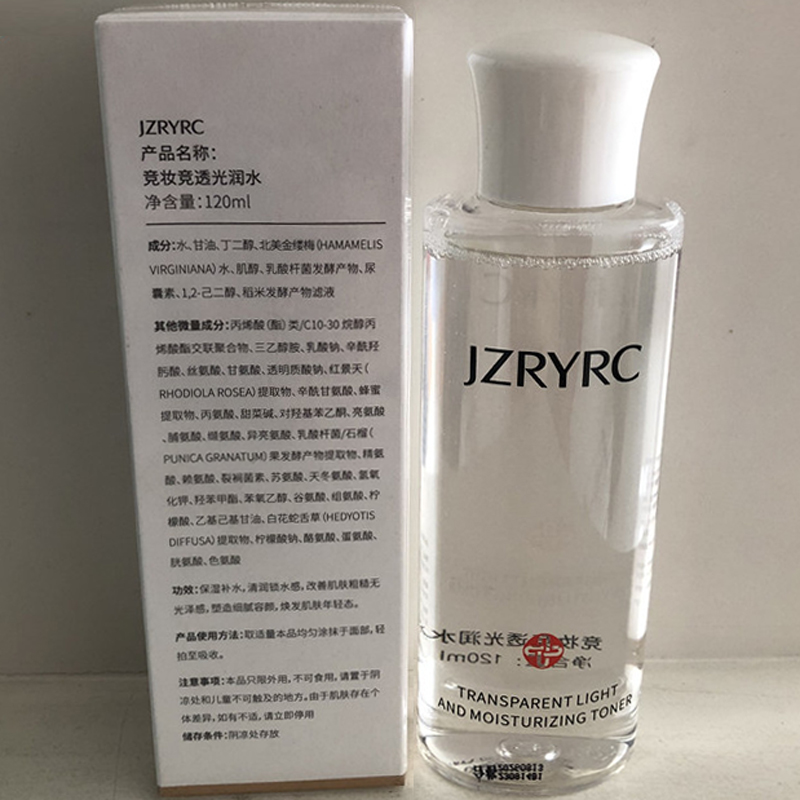 JZRYRC
产品名称:
竞妆竞透光润水
净含量:120ml
成分:水、甘油、丁二醇、北美金缕梅(HAMAMELIS
VIRGINIANA)水、肌醇、乳酸杆菌发酵产物、尿
囊素、1,2-己二醇、稻米发酵产物滤液
其他微量成分:丙烯酸(酯)类/C10-30 烷醇丙
烯酸酯交联聚合物、三乙醇胺、乳酸钠、辛酰羟
肟酸、丝氨酸、甘氨酸、透明质酸钠、红景天(
RHODIOLA ROSEA)提取物、辛酰甘氨酸、蜂蜜
提取物、丙氨酸、甜菜碱、对羟基苯乙酮、亮氨酸
、脯氨酸、缬氨酸、异亮氨酸、乳酸杆菌/石榴(
PUNICA GRANATUM)果发酵产物提取物、精氨
酸、赖氨酸、裂裥菌素、苏氨酸、天冬氨酸、氢氧
化钾、羟苯甲酯、苯氧乙醇、谷氨酸、组氨酸、柠
檬酸、乙基己基甘油、白花蛇舌草(HEDYOTIS
DIFFUSA)提取物、柠檬酸钠、酪氨酸、蛋氨酸、
胱氨酸、色氨酸
功效:保湿补水,清润锁水感,改善肌肤粗糙无
光泽感,塑造细腻容颜,焕发肌肤年轻态。
产品使用方法:取适量本品均匀涂抹于面部,轻
拍至吸收。
注意事项:本品只限外用,不可食用,请置于阴
凉处和儿童不可触及的地方。由于肌肤存在个
体差异,如有不适,请立即停用
储存条件:阴凉处存放
JZRYRC
竞妆 透光润水
净含量:120ml
TRANSPARENT LIGHT
AND MOISTURIZING TONER